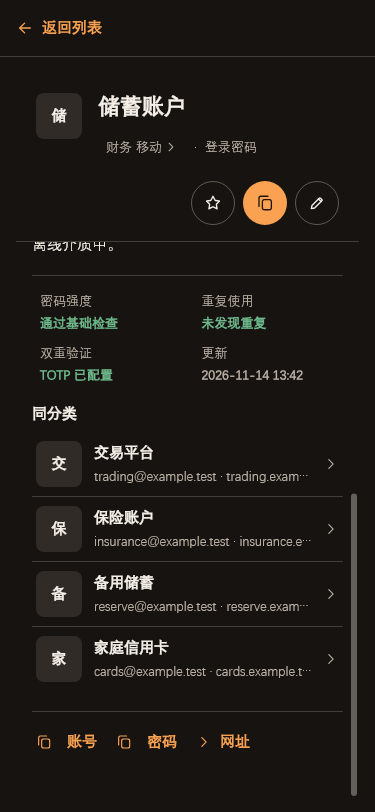 返回列表
储
储蓄账户
财务 移动 · 登录密码
离线介质中。
密码强度 重复使用
通过基础检查 未发现重复
双重验证 更新
TOTP 已配置 2026-11-14 13:42
同分类
交
交易平台
trading@example.test · trading.exam…
保
保险账户
insurance@example.test · insurance.e…
备
备用储蓄
reserve@example.test · reserve.exam…
家
家庭信用卡
cards@example.test · cards.example.t…
账号 密码 网址